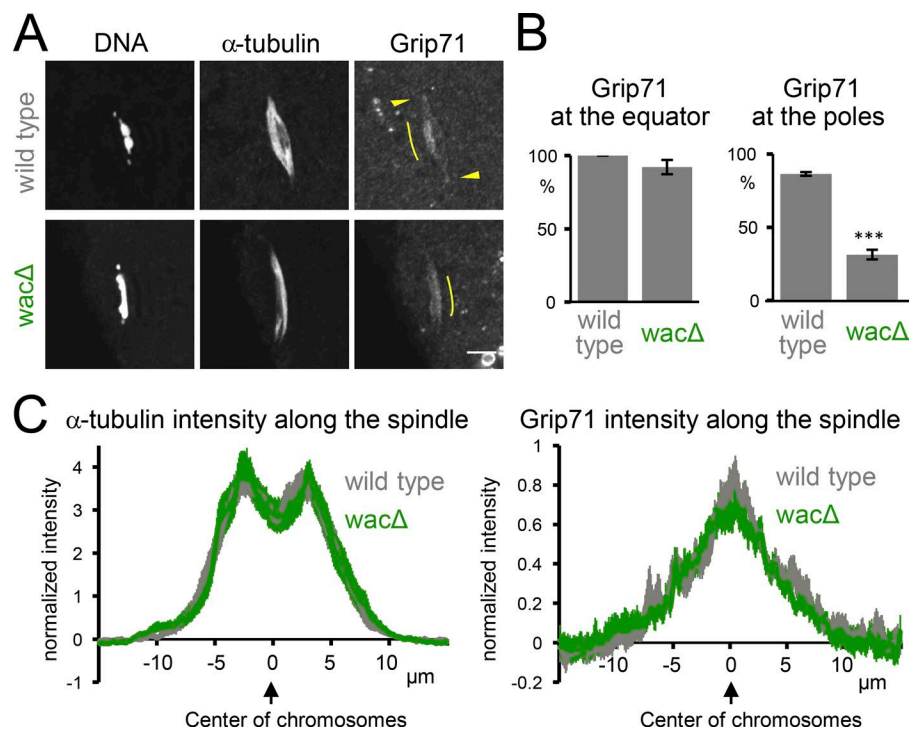 A
DNA
α-tubulin
Grip71
wild type
wacΔ
B
Grip71
at the equator
100
%
50
0
wild
type
wacΔ
Grip71
at the poles
100
%
50
0
***
wild
type
wacΔ
C
α-tubulin intensity along the spindle
normalized intensity
4
3
2
1
0
-1
wild type
wacΔ
-10
-5
0
5
10
µm
Center of chromosomes
Grip71 intensity along the spindle
normalized intensity
1
0.8
0.6
0.4
0.2
0
-0.2
wild type
wacΔ
-10
-5
0
5
10
µm
Center of chromosomes